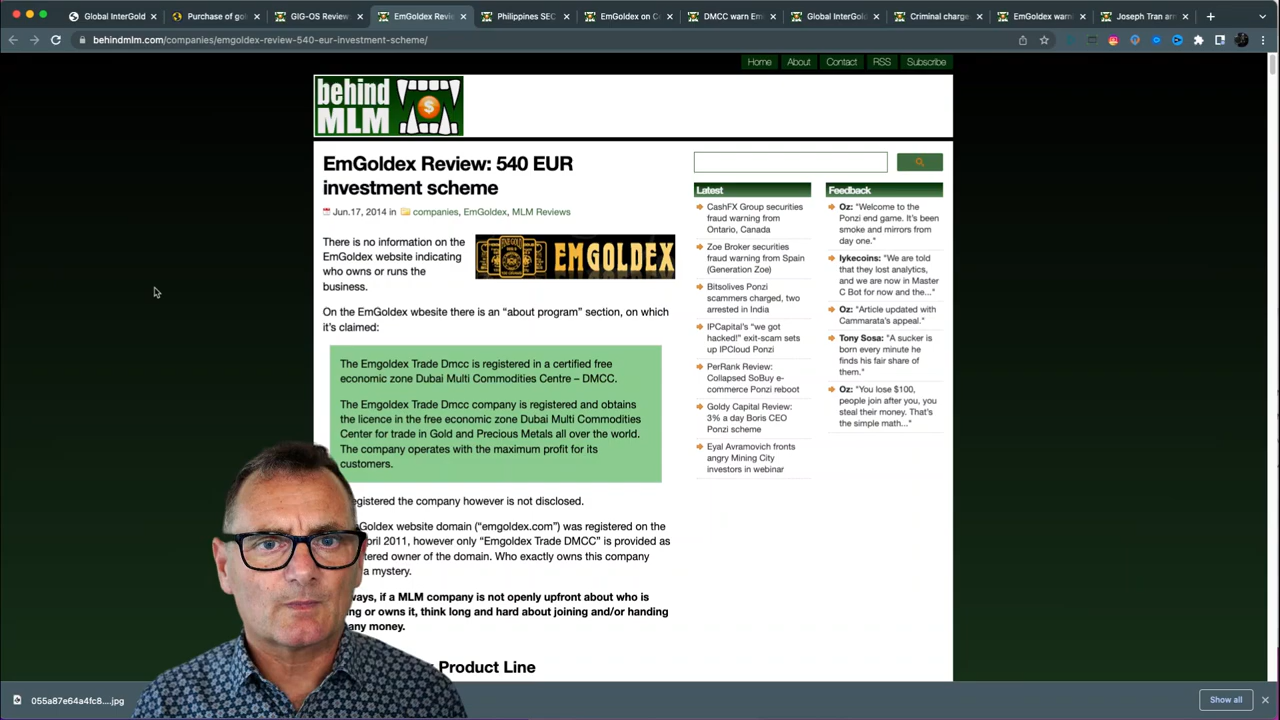 Global InterGold
Purchase of go
GIG-OS Review
EmGoldex Revi
Philippines SEC
EmGoldex on C
DMCC warn Em
Global InterGol
Criminal charge
EmGoldex warn
Joseph Tran arr
behindmlm.com/companies/emgoldex-review-540-eur-investment-scheme/
Home About Contact RSS Subscribe
behind
MLM
$
EmGoldex Review: 540 EUR
investment scheme
Jun.17, 2014 in companies, EmGoldex, MLM Reviews
There is no information on the
EmGoldex website indicating
who owns or runs the
business.
EMGOLDEX
On the EmGoldex wbesite there is an “about program” section, on which
it’s claimed:
The Emgoldex Trade Dmcc is registered in a certified free
economic zone Dubai Multi Commodities Centre – DMCC.
The Emgoldex Trade Dmcc company is registered and obtains
the licence in the free economic zone Dubai Multi Commodities
Center for trade in Gold and Precious Metals all over the world.
The company operates with the maximum profit for its
customers.
egistered the company however is not disclosed.
Goldex website domain (“emgoldex.com”) was registered on the
pril 2011, however only “Emgoldex Trade DMCC” is provided as
tered owner of the domain. Who exactly owns this company
a mystery.
ways, if a MLM company is not openly upfront about who is
ng or owns it, think long and hard about joining and/or handing
any money.
Product Line
Latest
CashFX Group securities
fraud warning from
Ontario, Canada
Zoe Broker securities
fraud warning from Spain
(Generation Zoe)
Bitsolives Ponzi
scammers charged, two
arrested in India
IPCapital’s “we got
hacked!” exit-scam sets
up IPCloud Ponzi
PerRank Review:
Collapsed SoBuy e-
commerce Ponzi reboot
Goldy Capital Review:
3% a day Boris CEO
Ponzi scheme
Eyal Avramovich fronts
angry Mining City
investors in webinar
Feedback
Oz: "Welcome to the
Ponzi end game. It’s been
smoke and mirrors from
day one."
lykecoins: "We are told
that they lost analytics,
and we are now in Master
C Bot for now and the..."
Oz: "Article updated with
Cammarata’s appeal."
Tony Sosa: "A sucker is
born every minute he
finds his fair share of
them."
Oz: "You lose $100,
people join after you, you
steal their money. That’s
the simple math..."
055a87e64a4fc8....jpg
Show all